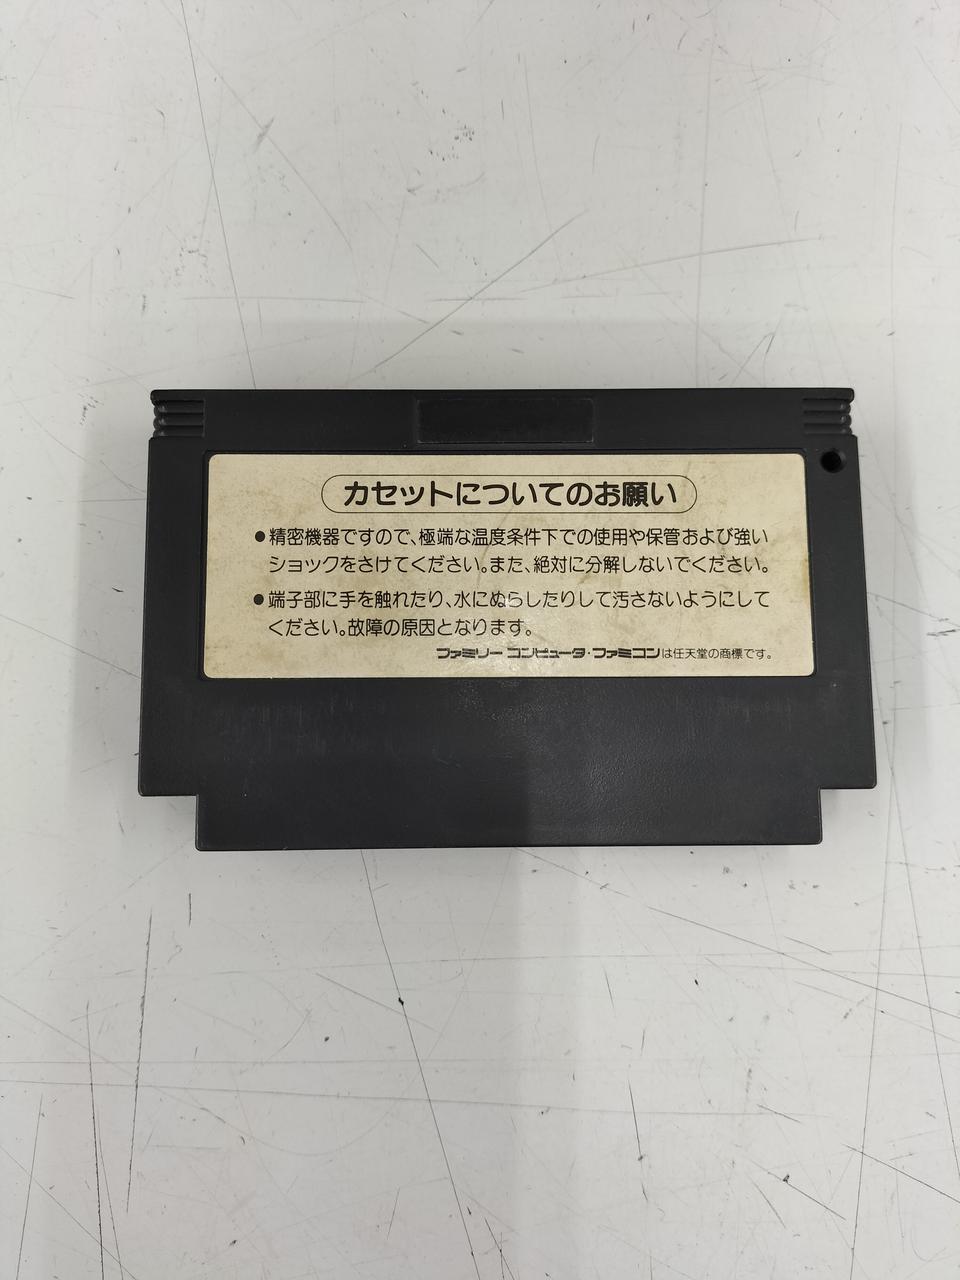 カセットについてのお願い
●精密機器ですので、極端な温度条件下での使用や保管および強い
ショックをさけてください。また、絶対に分解しないでください。
●端子部に手を触れたり、水にぬらしたりして汚さないようにして
ください。故障の原因となります。
ファミリー コンピュータ・ファミコンは任天堂の商標です。